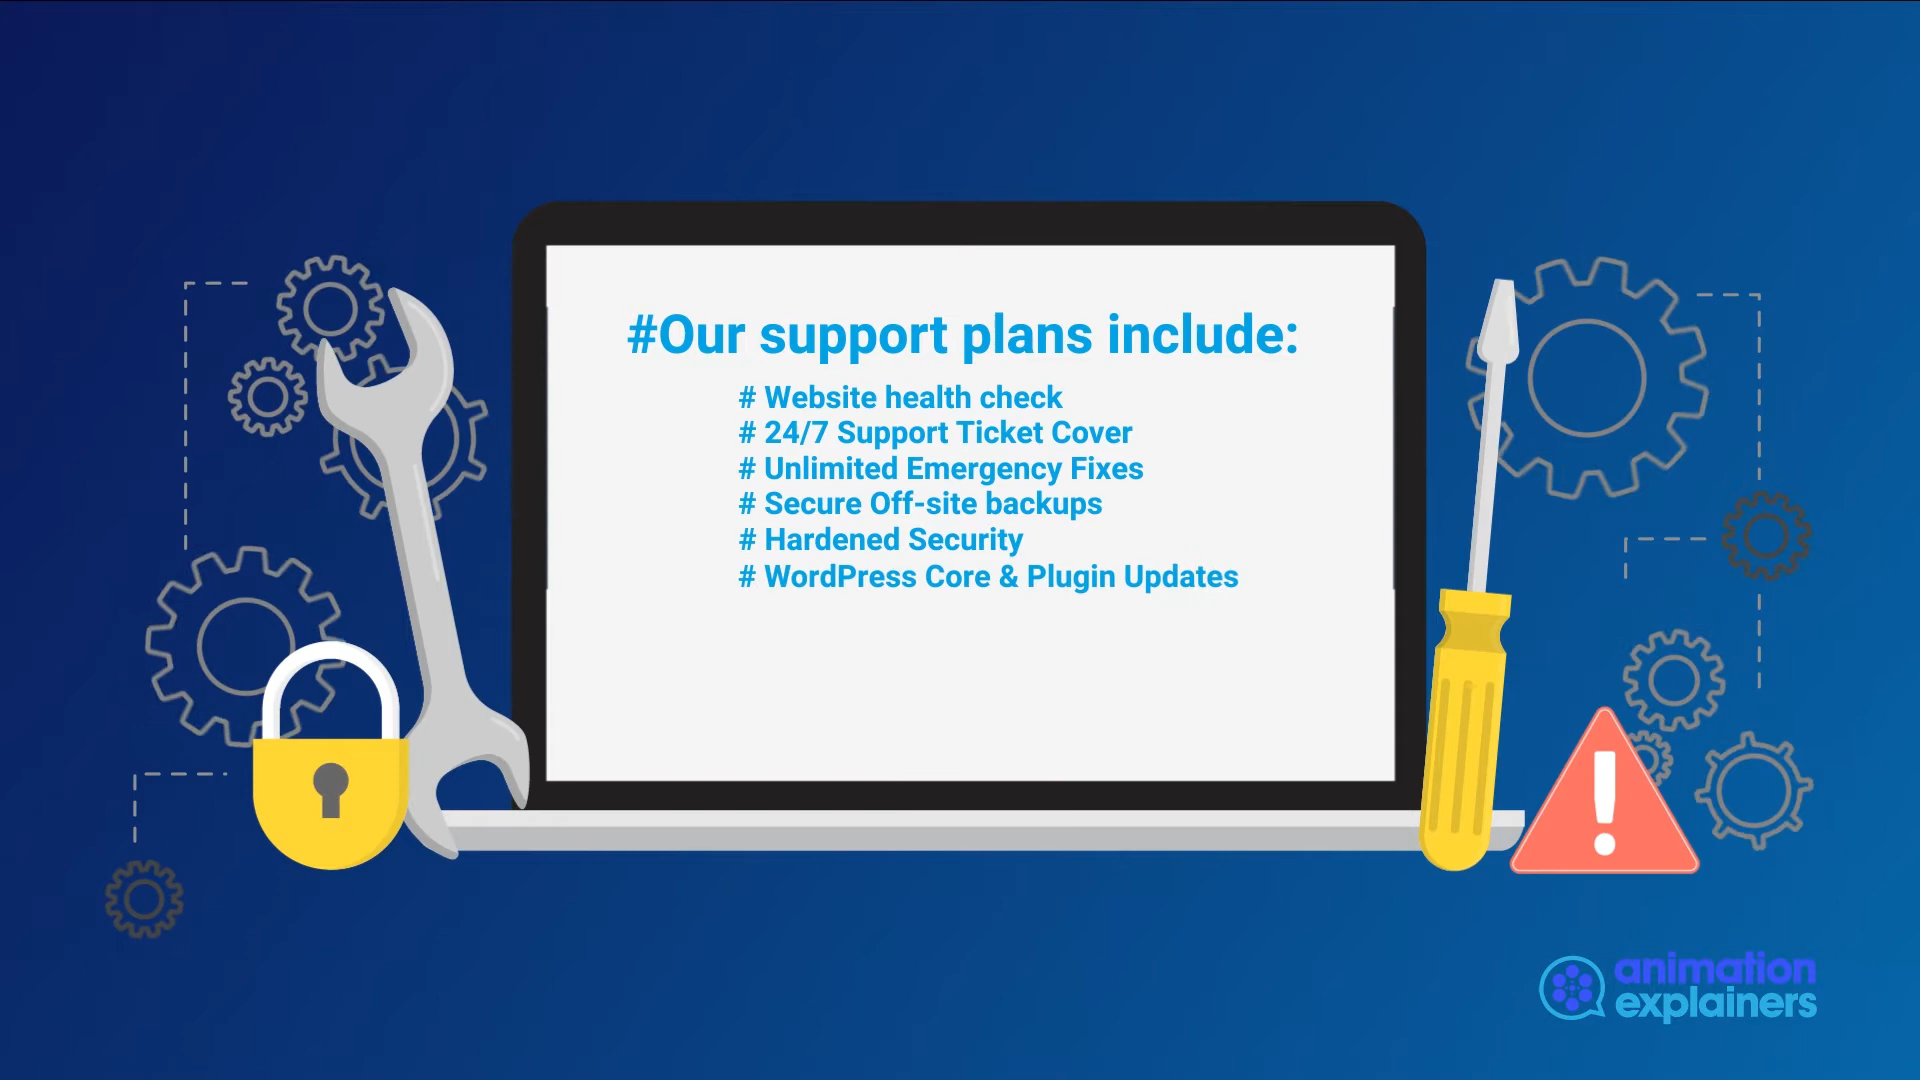 #Our support plans include:
# Website health check
# 24/7 Support Ticket Cover
# Unlimited Emergency Fixes
# Secure Off-site backups
# Hardened Security
# WordPress Core & Plugin Updates
animation
explainers